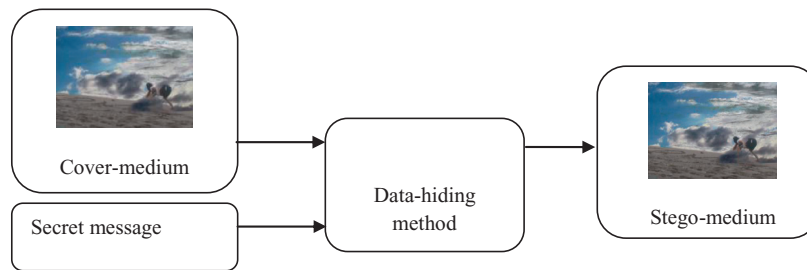 Cover-medium
Secret message
Data-hiding
method
Stego-medium